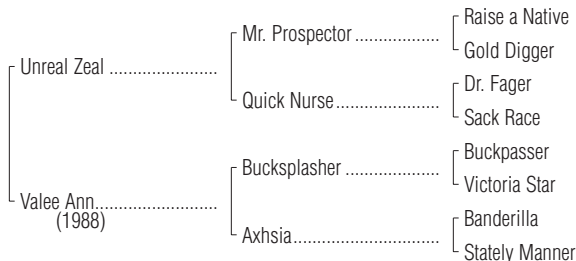 Raise a Native
Mr. Prospector ..................
Gold Digger
Unreal Zeal .......................
Dr. Fager
Quick Nurse......................
Sack Race
Buckpasser
Bucksplasher ....................
Victoria Star
Valee Ann..........................
(1988)
Banderilla
Axhsia...............................
Stately Manner